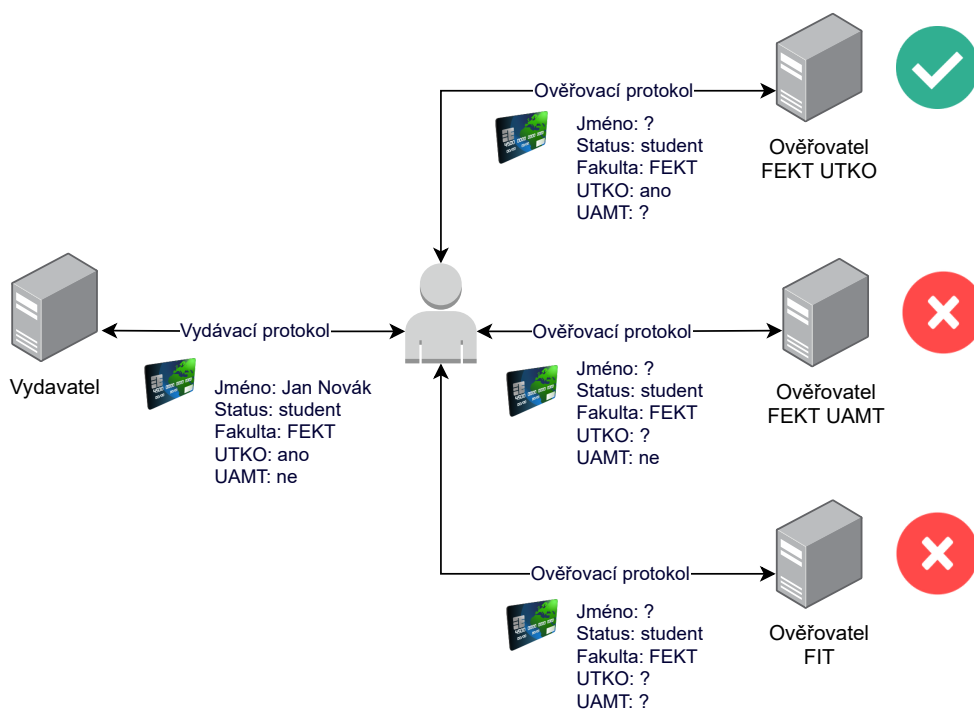 Ověřovací protokol
Jméno: ?
Status: student
Fakulta: FEKT
UTKO: ano
UAMT: ?
Ověřovatel
FEKT UTKO
Vydavatel
Vydávací protokol
Jméno: Jan Novák
Status: student
Fakulta: FEKT
UTKO: ano
UAMT: ne
Ověřovací protokol
Jméno: ?
Status: student
Fakulta: FEKT
UTKO: ?
UAMT: ne
Ověřovatel
FEKT UAMT
Ověřovací protokol
Jméno: ?
Status: student
Fakulta: FEKT
UTKO: ?
UAMT: ?
Ověřovatel
FIT